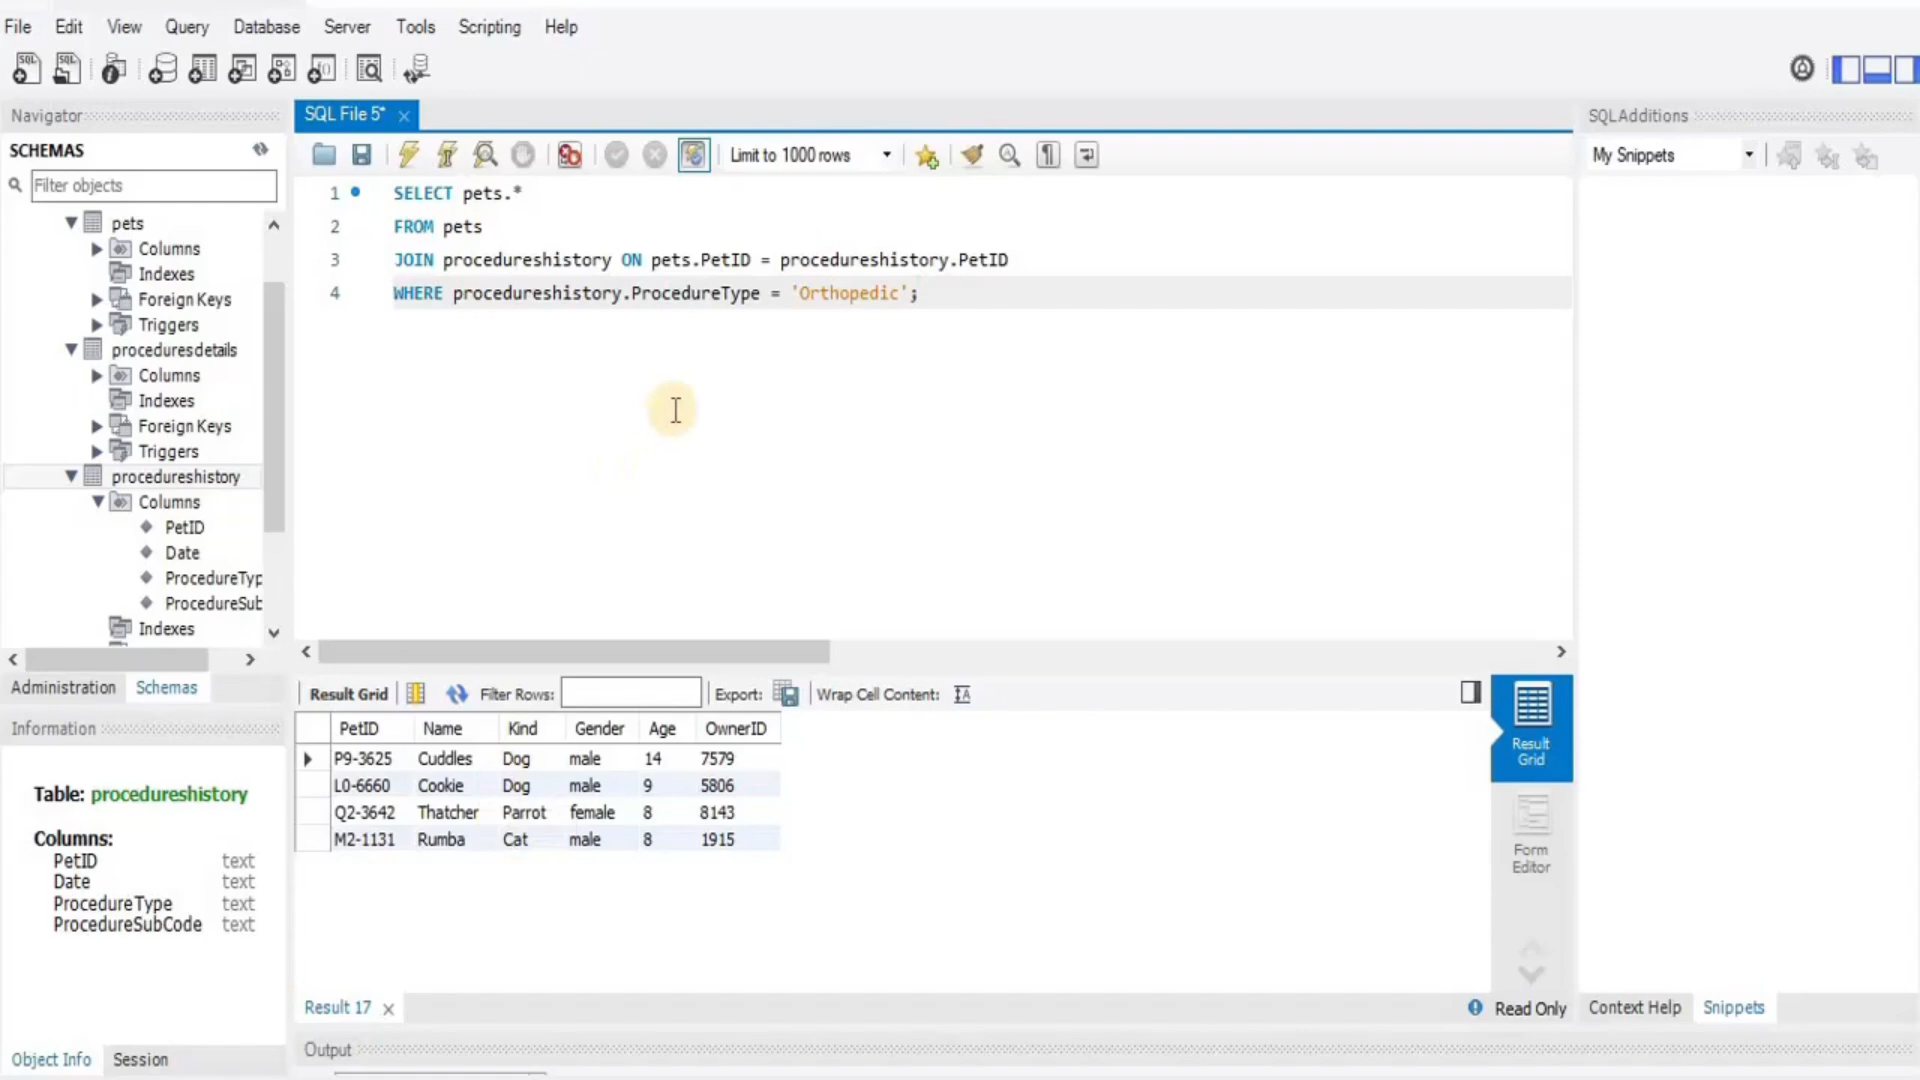 File Edit View Query Database Server Tools Scripting Help
SQL SQL
Navigator
SCHEMAS
Filter objects
pets
Columns
Indexes
Foreign Keys
Triggers
proceduresdetails
Columns
Indexes
Foreign Keys
Triggers
procedureshistory
Columns
PetID
Date
ProcedureTyp
ProcedureSub
Indexes
Administration Schemas
Information
Table: procedureshistory
Columns:
PetID text
Date text
ProcedureType text
ProcedureSubCode text
Object Info Session
SQL File 5*
Limit to 1000 rows
1 SELECT pets.*
2 FROM pets
3 JOIN procedureshistory ON pets.PetID = procedureshistory.PetID
4 WHERE procedureshistory.ProcedureType = 'Orthopedic';
Result Grid Filter Rows: Export: Wrap Cell Content:
PetID Name Kind Gender Age OwnerID
P9-3625 Cuddles Dog male 14 7579
L0-6660 Cookie Dog male 9 5806
Q2-3642 Thatcher Parrot female 8 8143
M2-1131 Rumba Cat male 8 1915
Result
Grid
Form
Editor
Result 17
Read Only
Output
SQLAdditions
My Snippets
Context Help Snippets